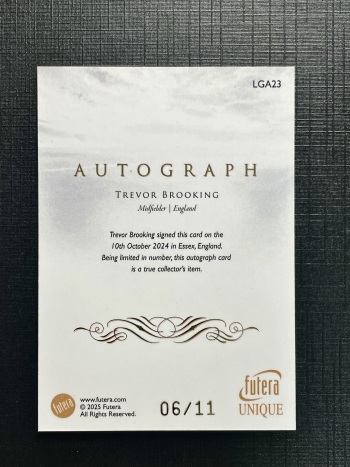 LGA23
AUTOGRAPH
TREVOR BROOKING
Midfielder | England
Trevor Brooking signed this card on the
10th October 2024 in Essex, England.
Being limited in number, this autograph card
is a true collector's item.
futera
www.futera.com
© 2025 Futera
All Rights Reserved.
06/11
futera
UNIQUE